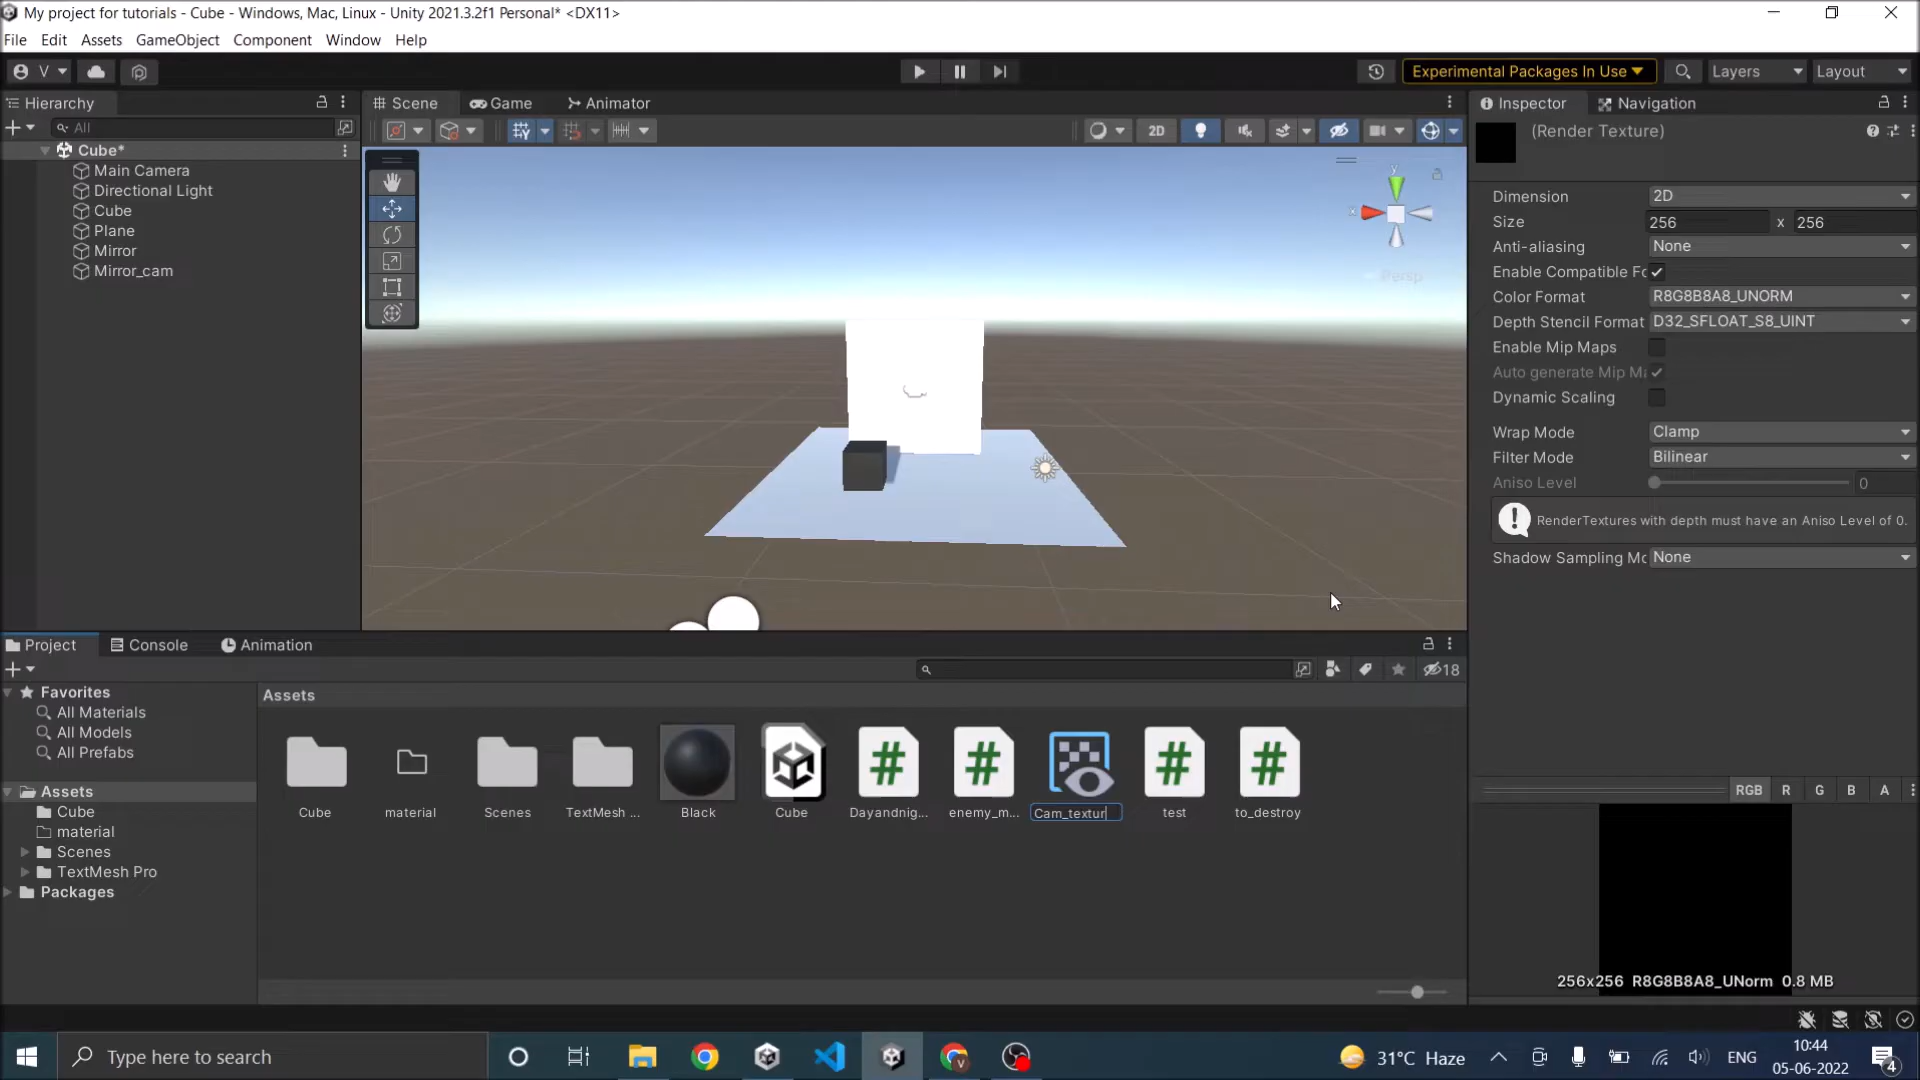 My project for tutorials - Cube - Windows, Mac, Linux - Unity 2021.3.2f1 Personal* <DX11>
File Edit Assets GameObject Component Window Help
V Experimental Packages In Use Layers Layout
Hierarchy
All
Cube*
Main Camera
Directional Light
Cube
Plane
Mirror
Mirror_cam
Scene Game Animator
2D
y
x
Persp
Inspector Navigation
(Render Texture)
Dimension 2D
Size 256 x 256
Anti-aliasing None
Enable Compatible Fo
Color Format R8G8B8A8_UNORM
Depth Stencil Format D32_SFLOAT_S8_UINT
Enable Mip Maps
Auto generate Mip Ma
Dynamic Scaling
Wrap Mode Clamp
Filter Mode Bilinear
Aniso Level 0
RenderTextures with depth must have an Aniso Level of 0.
Shadow Sampling Mo None
RGB R G B A
256x256 R8G8B8A8_UNorm 0.8 MB
Project Console Animation
18
Favorites
All Materials
All Models
All Prefabs
Assets
Cube
material
Scenes
TextMesh Pro
Packages
Assets
Cube material Scenes TextMesh ... Black Cube Dayandnig... enemy_m... Cam_textur test to_destroy
Type here to search
31°C Haze
ENG
10:44
05-06-2022
4